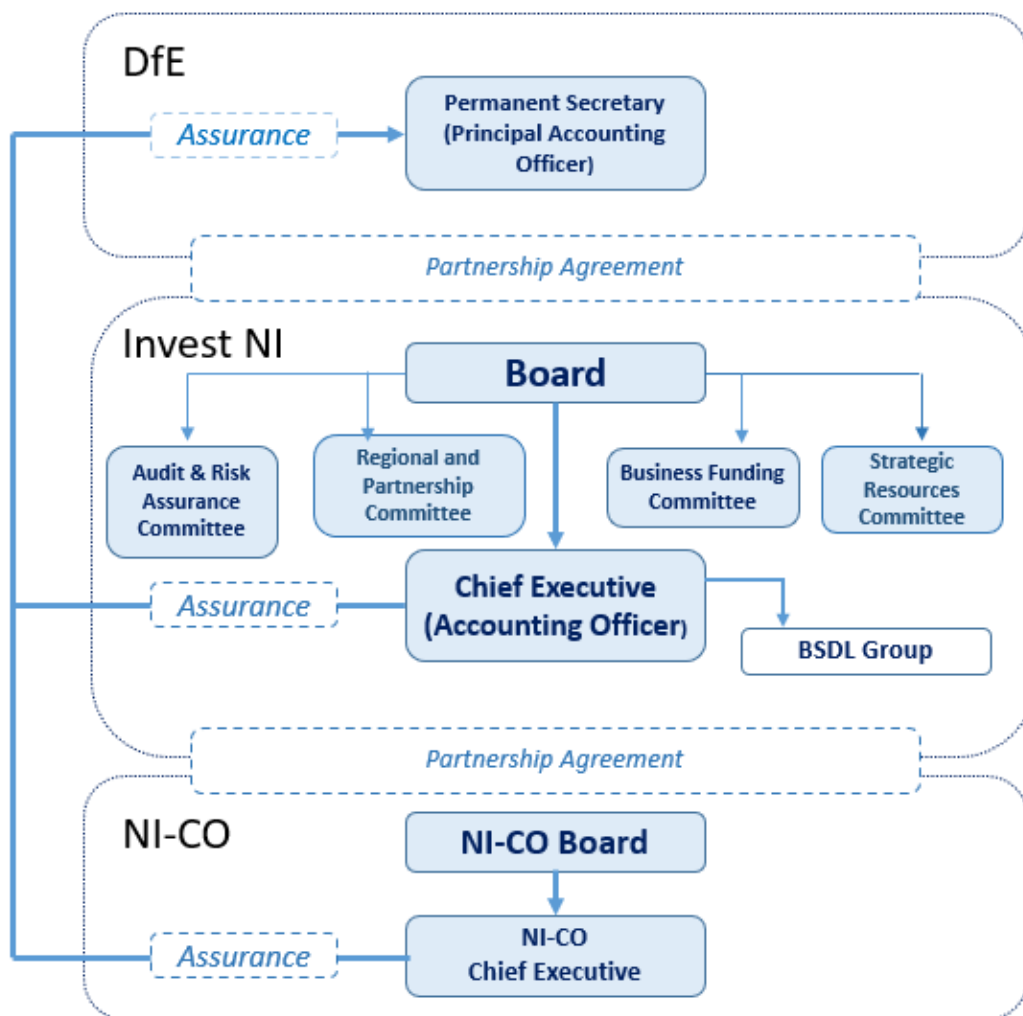 DfE
Permanent Secretary
(Principal Accounting
Officer)
Assurance
Partnership Agreement
Invest NI
Board
Audit & Risk
Assurance
Committee
Regional and
Partnership
Committee
Business Funding
Committee
Strategic
Resources
Committee
Chief Executive
(Accounting Officer)
Assurance
BSDL Group
Partnership Agreement
NI-CO
NI-CO Board
NI-CO
Chief Executive
Assurance